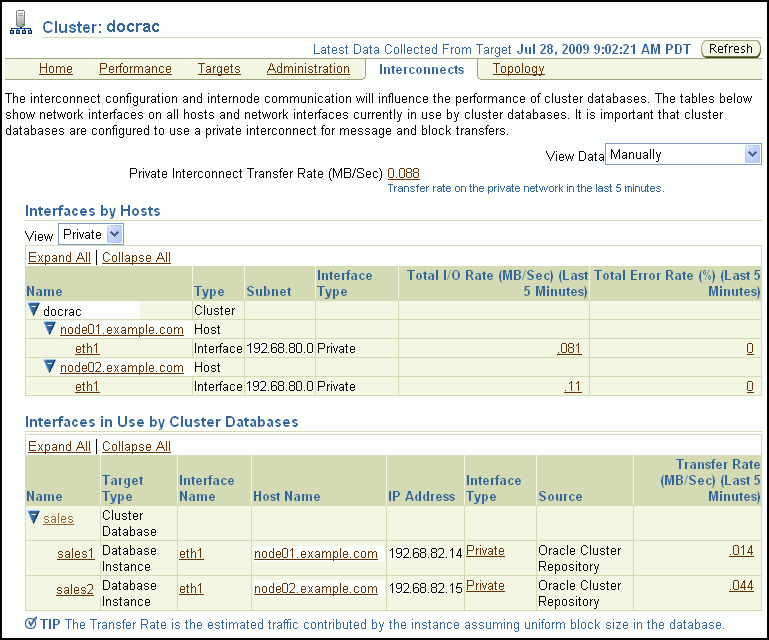 Cluster: docrac
Latest Data Collected From Target Jul 28, 2009 9:02:21 AM PDT Refresh
Home Performance Targets Administration Interconnects Topology
The interconnect configuration and internode communication will influence the performance of cluster databases. The tables below
show network interfaces on all hosts and network interfaces currently in use by cluster databases. It is important that cluster
databases are configured to use a private interconnect for message and block transfers.
View Data Manually
Private Interconnect Transfer Rate (MB/Sec) 0.088
Transfer rate on the private network in the last 5 minutes.
Interfaces by Hosts
View Private
Expand All | Collapse All
Name Type Subnet Interface Type Total I/O Rate (MB/Sec) (Last 5 Minutes) Total Error Rate (%) (Last 5 Minutes)
docrac Cluster
node01.example.com Host
eth1 Interface 192.68.80.0 Private .081 0
node02.example.com Host
eth1 Interface 192.68.80.0 Private .11 0
Interfaces in Use by Cluster Databases
Expand All | Collapse All
Name Target Type Interface Name Host Name IP Address Interface Type Source Transfer Rate (MB/Sec) (Last 5 Minutes)
sales Cluster Database
sales1 Database Instance eth1 node01.example.com 192.68.82.14 Private Oracle Cluster Repository .014
sales2 Database Instance eth1 node02.example.com 192.68.82.15 Private Oracle Cluster Repository .044
TIP The Transfer Rate is the estimated traffic contributed by the instance assuming uniform block size in the database.